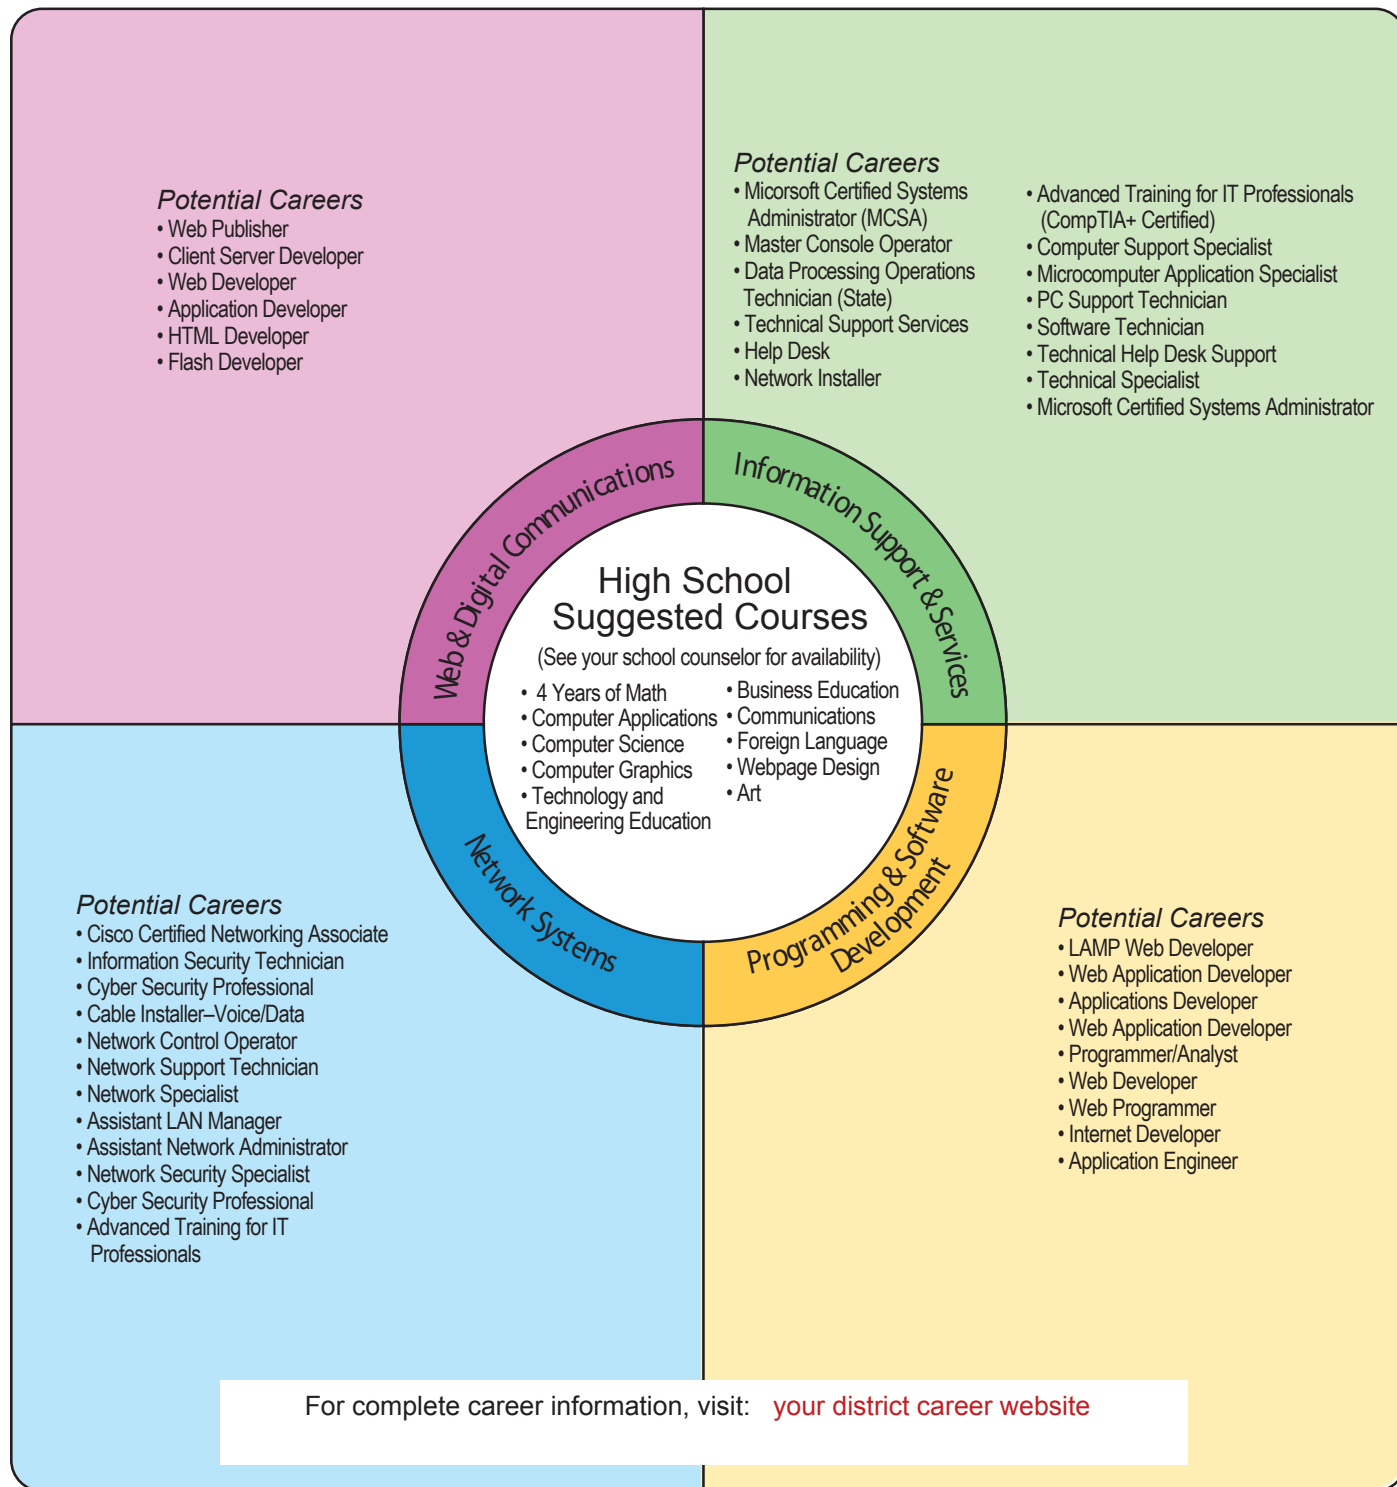 Potential Careers
• Web Publisher
• Client Server Developer
• Web Developer
• Application Developer
• HTML Developer
• Flash Developer
Potential Careers
• Micorsoft Certified Systems
Administrator (MCSA)
• Master Console Operator
• Data Processing Operations
Technician (State)
• Technical Support Services
• Help Desk
• Network Installer
• Advanced Training for IT Professionals
(CompTIA+ Certified)
• Computer Support Specialist
• Microcomputer Application Specialist
• PC Support Technician
• Software Technician
• Technical Help Desk Support
• Technical Specialist
• Microsoft Certified Systems Administrator
Web & Digital Communications
Information Support & Services
High School
Suggested Courses
(See your school counselor for availability)
• 4 Years of Math
• Computer Applications
• Computer Science
• Computer Graphics
• Technology and
Engineering Education
• Business Education
• Communications
• Foreign Language
• Webpage Design
• Art
Network Systems
Programming & Software
Development
Potential Careers
• Cisco Certified Networking Associate
• Information Security Technician
• Cyber Security Professional
• Cable Installer–Voice/Data
• Network Control Operator
• Network Support Technician
• Network Specialist
• Assistant LAN Manager
• Assistant Network Administrator
• Network Security Specialist
• Cyber Security Professional
• Advanced Training for IT
Professionals
Potential Careers
• LAMP Web Developer
• Web Application Developer
• Applications Developer
• Web Application Developer
• Programmer/Analyst
• Web Developer
• Web Programmer
• Internet Developer
• Application Engineer
For complete career information, visit: your district career website